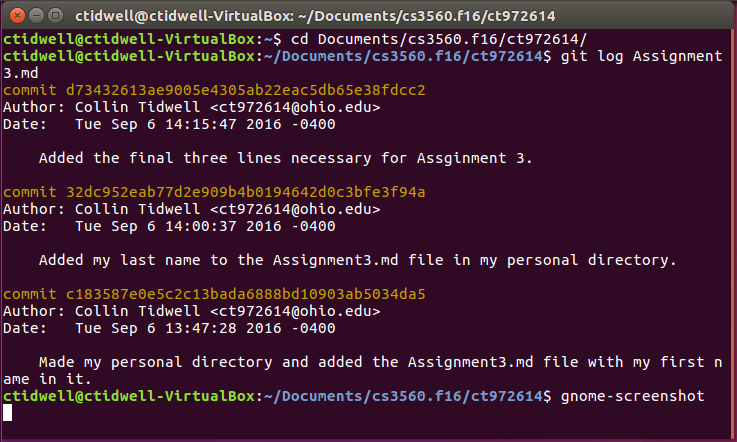 ctidwell@ctidwell-VirtualBox: ~/Documents/cs3560.f16/ct972614
ctidwell@ctidwell-VirtualBox:~$ cd Documents/cs3560.f16/ct972614/
ctidwell@ctidwell-VirtualBox:~/Documents/cs3560.f16/ct972614$ git log Assignment
3.md
commit d73432613ae9005e4305ab22eac5db65e38fdcc2
Author: Collin Tidwell <ct972614@ohio.edu>
Date:   Tue Sep 6 14:15:47 2016 -0400
    Added the final three lines necessary for Assginment 3.
commit 32dc952eab77d2e909b4b0194642d0c3bfe3f94a
Author: Collin Tidwell <ct972614@ohio.edu>
Date:   Tue Sep 6 14:00:37 2016 -0400
    Added my last name to the Assignment3.md file in my personal directory.
commit c183587e0e5c2c13bada6888bd10903ab5034da5
Author: Collin Tidwell <ct972614@ohio.edu>
Date:   Tue Sep 6 13:47:28 2016 -0400
    Made my personal directory and added the Assignment3.md file with my first n
ame in it.
ctidwell@ctidwell-VirtualBox:~/Documents/cs3560.f16/ct972614$ gnome-screenshot